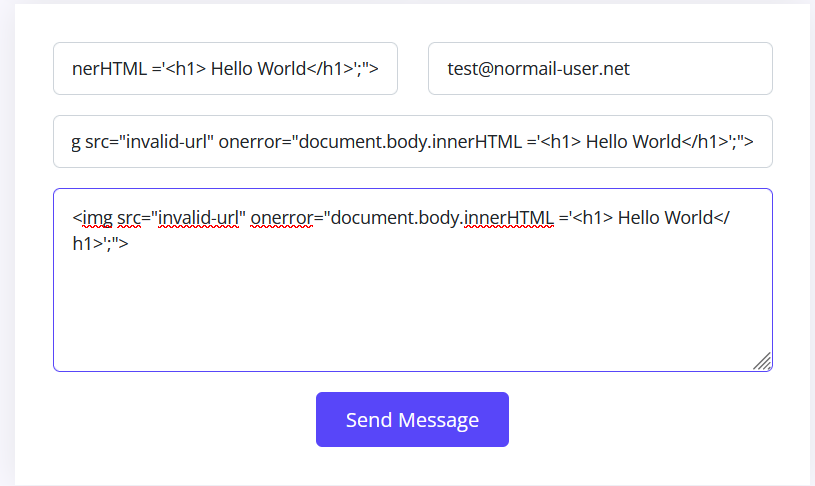 nerHTML ='<h1> Hello World</h1>';">
test@normail-user.net
g src="invalid-url" onerror="document.body.innerHTML ='<h1> Hello World</h1>';">
<img src="invalid-url" onerror="document.body.innerHTML ='<h1> Hello World</
h1>';">
Send Message